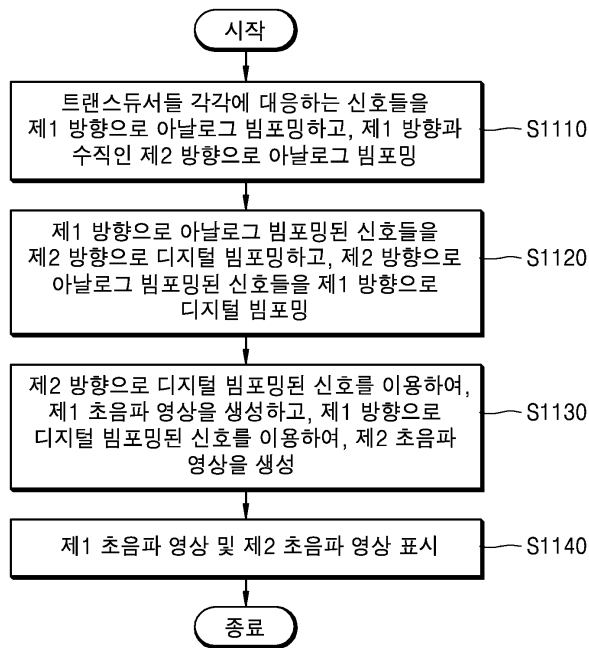 시작
트랜스듀서들 각각에 대응하는 신호들을
제1 방향으로 아날로그 빔포밍하고, 제1 방향과
수직인 제2 방향으로 아날로그 빔포밍
S1110
제1 방향으로 아날로그 빔포밍된 신호들을
제2 방향으로 디지털 빔포밍하고, 제2 방향으로
아날로그 빔포밍된 신호들을 제1 방향으로
디지털 빔포밍
S1120
제2 방향으로 디지털 빔포밍된 신호를 이용하여,
제1 초음파 영상을 생성하고, 제1 방향으로
디지털 빔포밍된 신호를 이용하여, 제2 초음파
영상을 생성
S1130
제1 초음파 영상 및 제2 초음파 영상 표시
S1140
종료